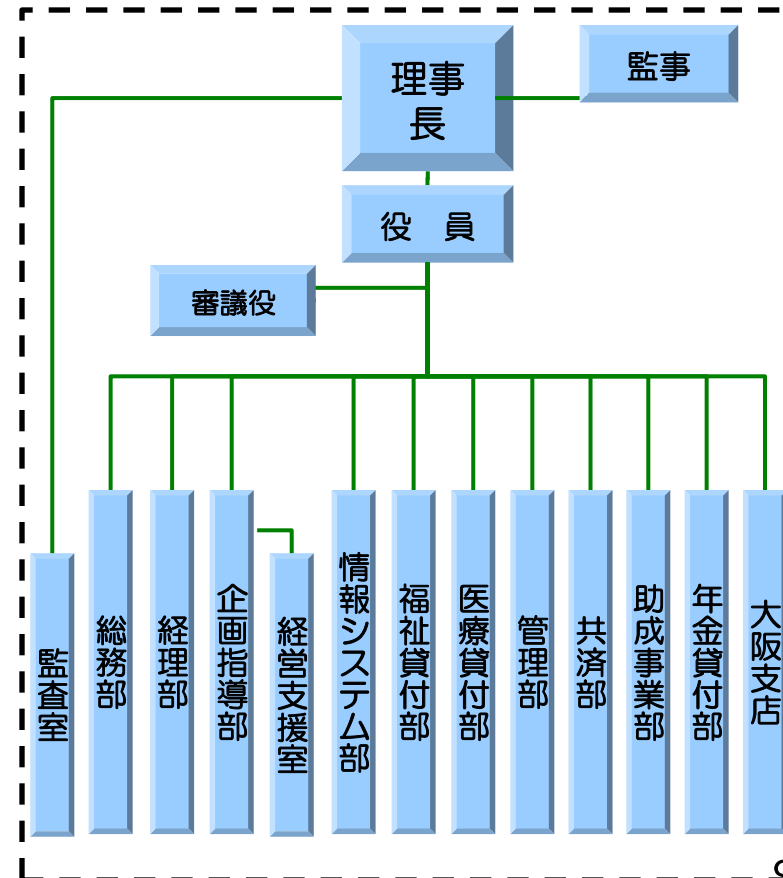 理事
長
監事
役　員
審議役
監査室
総務部
経理部
企画指導部
経営支援室
情報システム部
福祉貸付部
医療貸付部
管理部
共済部
助成事業部
年金貸付部
大阪支店